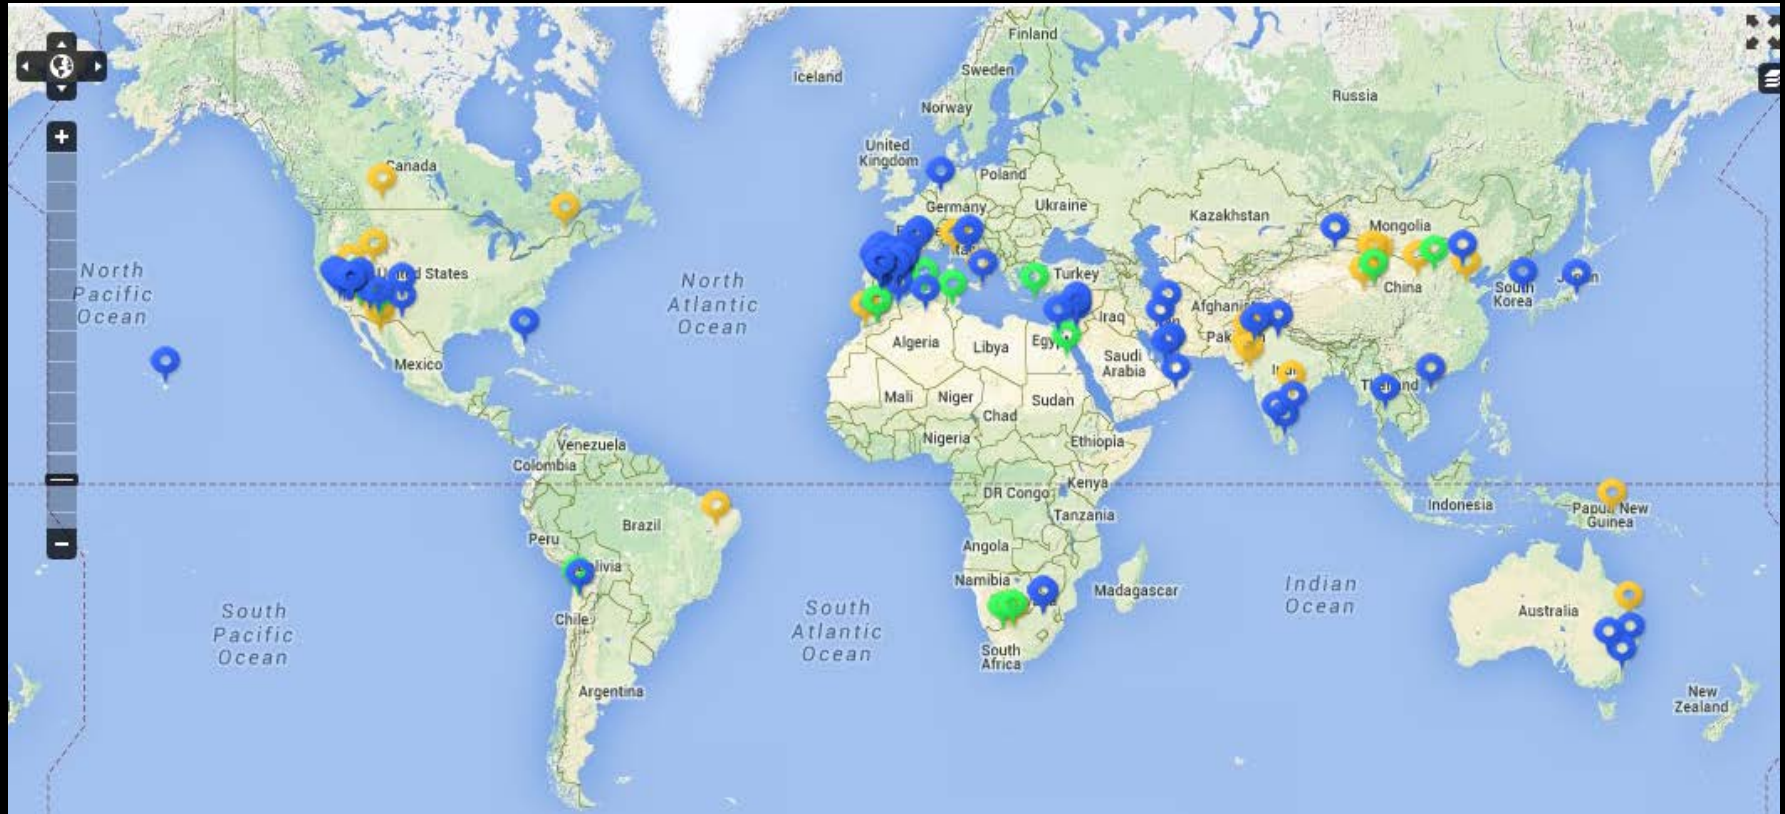 Finland
Iceland
Sweden
Russia
Norway
United
Kingdom
Canada
Poland
Germany
Ukraine
Kazakhstan
Mongolia
North
Pacific
Ocean
United States
North
Atlantic
Ocean
Turkey
China
South
Korea
Iraq
Algeria
Libya
Saudi
Arabia
Mexico
Mali
Niger
Sudan
Chad
Nigeria
Ethiopia
Venezuela
Colombia
DR Congo
Kenya
Indonesia
Papua New
Guinea
Brazil
Tanzania
Peru
Angola
Namibia
Madagascar
Indian
Ocean
South
Pacific
Ocean
Chile
South
Atlantic
Ocean
Australia
South
Africa
Argentina
New
Zealand